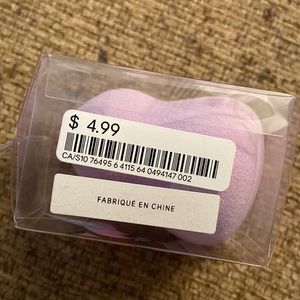 $ 4.99
CA/S10 76495 6 4115 64 0494147 002
FABRIQUÉ EN CHINE